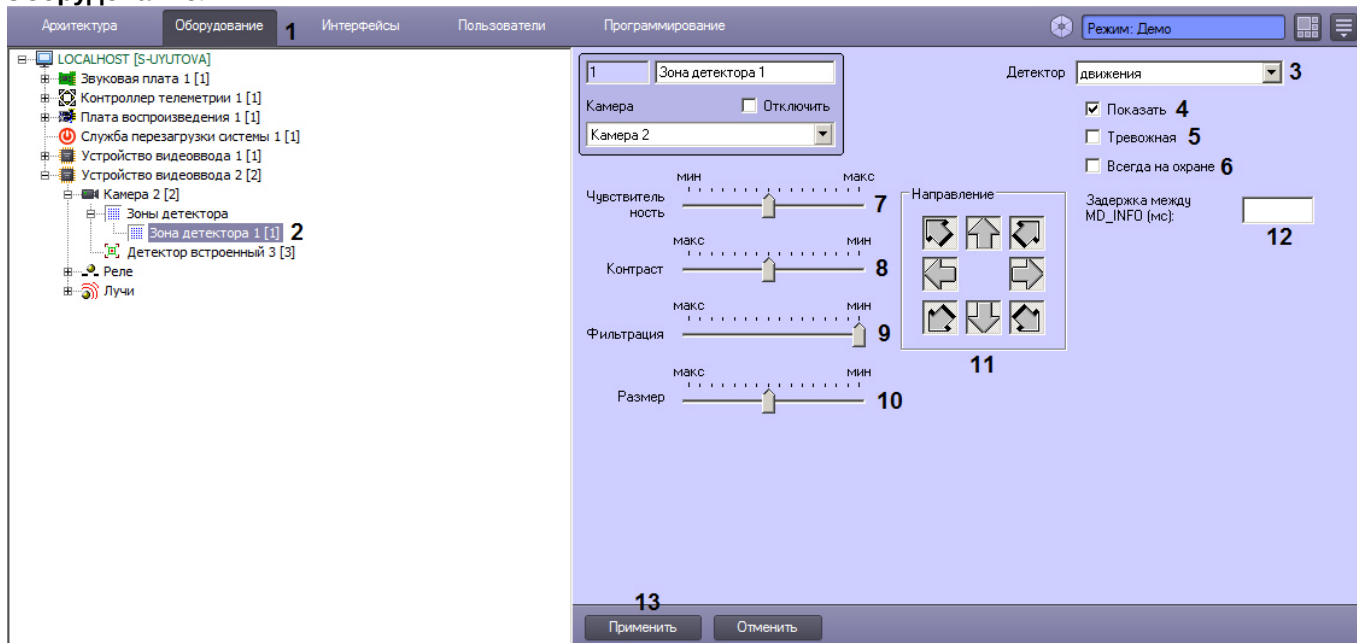 Архитектура Оборудование 1 Интерфейсы Пользователи Программирование Режим: Демо
LOCALHOST [S-UYUTOVA]
Звуковая плата 1 [1]
Контроллер телеметрии 1 [1]
Плата воспроизведения 1 [1]
Служба перезагрузки системы 1 [1]
Устройство видеоввода 1 [1]
Устройство видеоввода 2 [2]
Камера 2 [2]
Зоны детектора
Зона детектора 1 [1] 2
Детектор встроенный 3 [3]
Реле
Лучи
1 Зона детектора 1
Камера Отключить
Камера 2
Детектор движения 3
Показать 4
Тревожная 5
Всегда на охране 6
Задержка между
MD_INFO (мс):
12
мин макс
Чувствитель
ность
7
макс мин
Контраст 8
макс мин
Фильтрация 9
макс мин
Размер 10
Направление
11
13
Применить Отменить